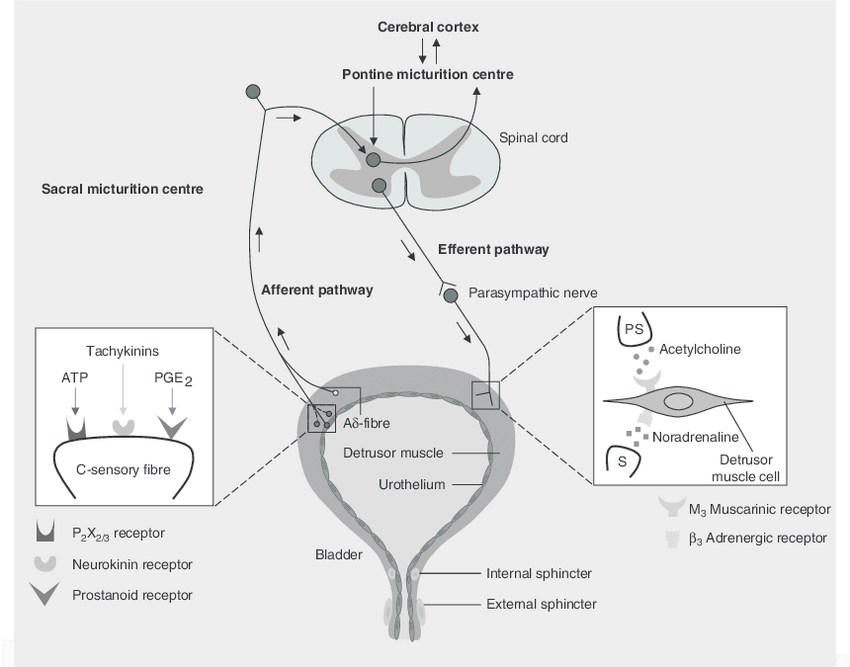 Cerebral cortex
Pontine micturition centre
Spinal cord
Sacral micturition centre
Efferent pathway
Afferent pathway
Parasympathic nerve
Tachykinins
ATP
PGE2
C-sensory fibre
PS
Acetylcholine
Noradrenaline
S
Detrusor
muscle cell
Aδ-fibre
Detrusor muscle
Urothelium
M3 Muscarinic receptor
β3 Adrenergic receptor
P2X2/3 receptor
Neurokinin receptor
Prostanoid receptor
Bladder
Internal sphincter
External sphincter